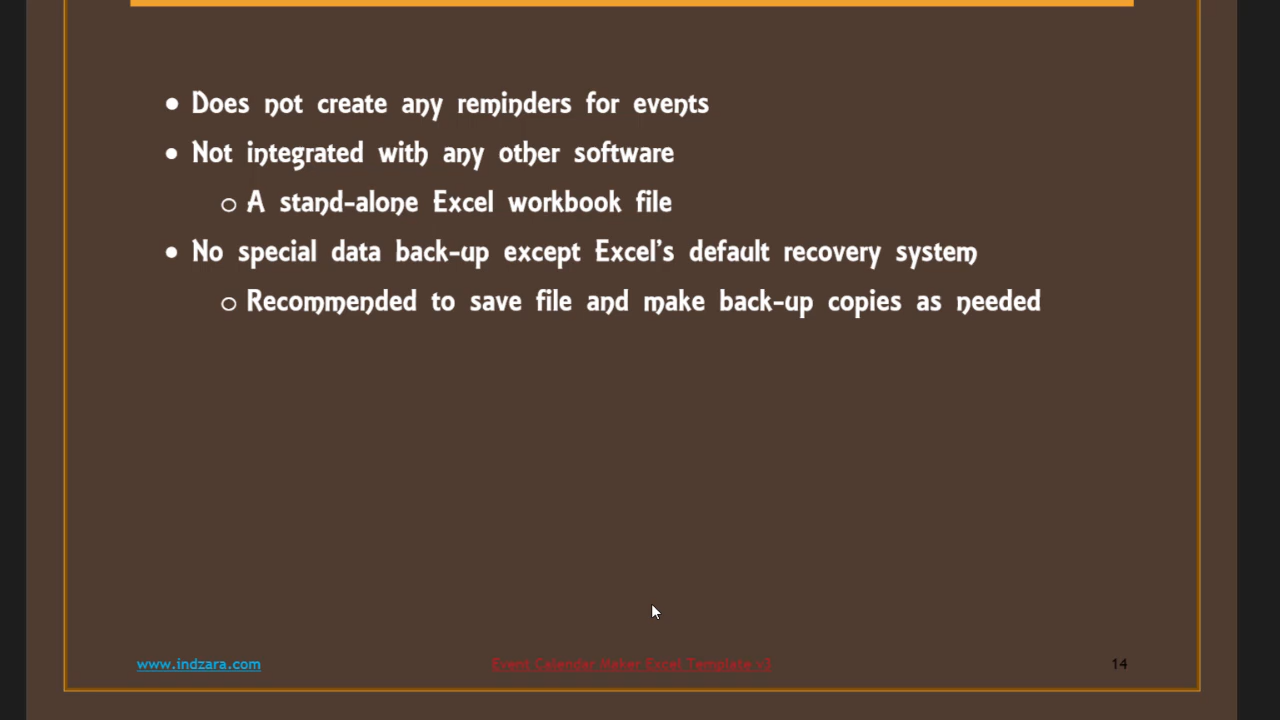 • Does not create any reminders for events
• Not integrated with any other software
○ A stand-alone Excel workbook file
• No special data back-up except Excel's default recovery system
○ Recommended to save file and make back-up copies as needed
www.indzara.com Event Calendar Maker Excel Template v3 14